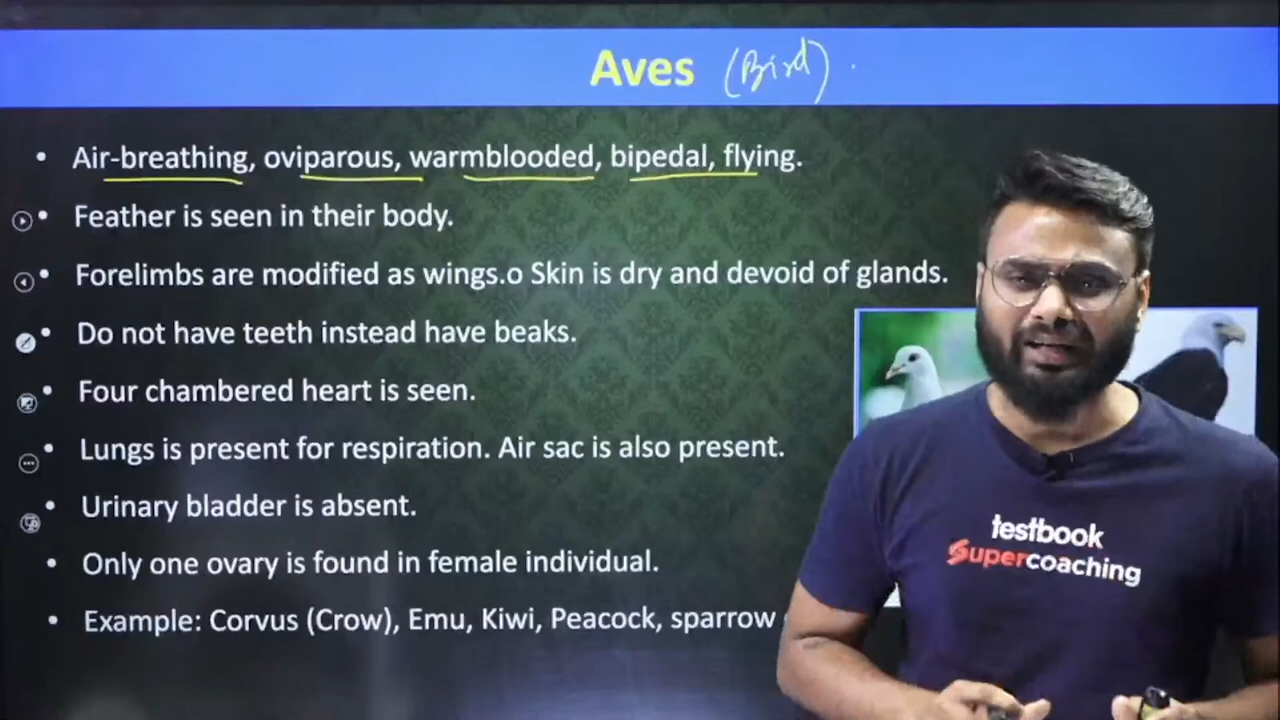 Aves (Bird).
• Air-breathing, oviparous, warmblooded, bipedal, flying.
• Feather is seen in their body.
• Forelimbs are modified as wings.o Skin is dry and devoid of glands.
• Do not have teeth instead have beaks.
• Four chambered heart is seen.
• Lungs is present for respiration. Air sac is also present.
• Urinary bladder is absent.
• Only one ovary is found in female individual.
• Example: Corvus (Crow), Emu, Kiwi, Peacock, sparrow
testbook
Supercoaching